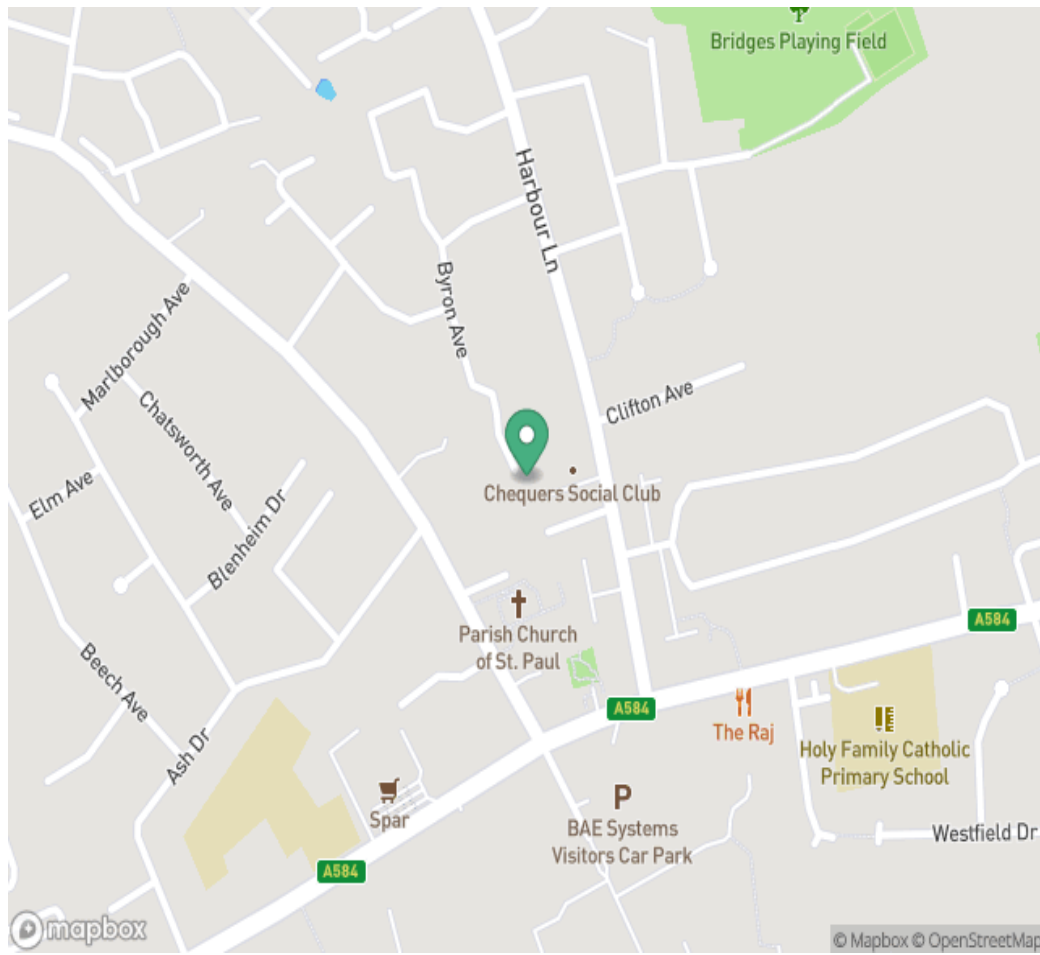 Bridges Playing Field
Harbour Ln
Byron Ave
Marlborough Ave
Chatsworth Ave
Clifton Ave
Elm Ave
Blenheim Dr
Chequers Social Club
Parish Church
of St. Paul
A584
Beech Ave
Ash Dr
A584
The Raj
Holy Family Catholic
Primary School
Spar
P
BAE Systems
Visitors Car Park
Westfield Dr
A584
mapbox
© Mapbox © OpenStreetMap